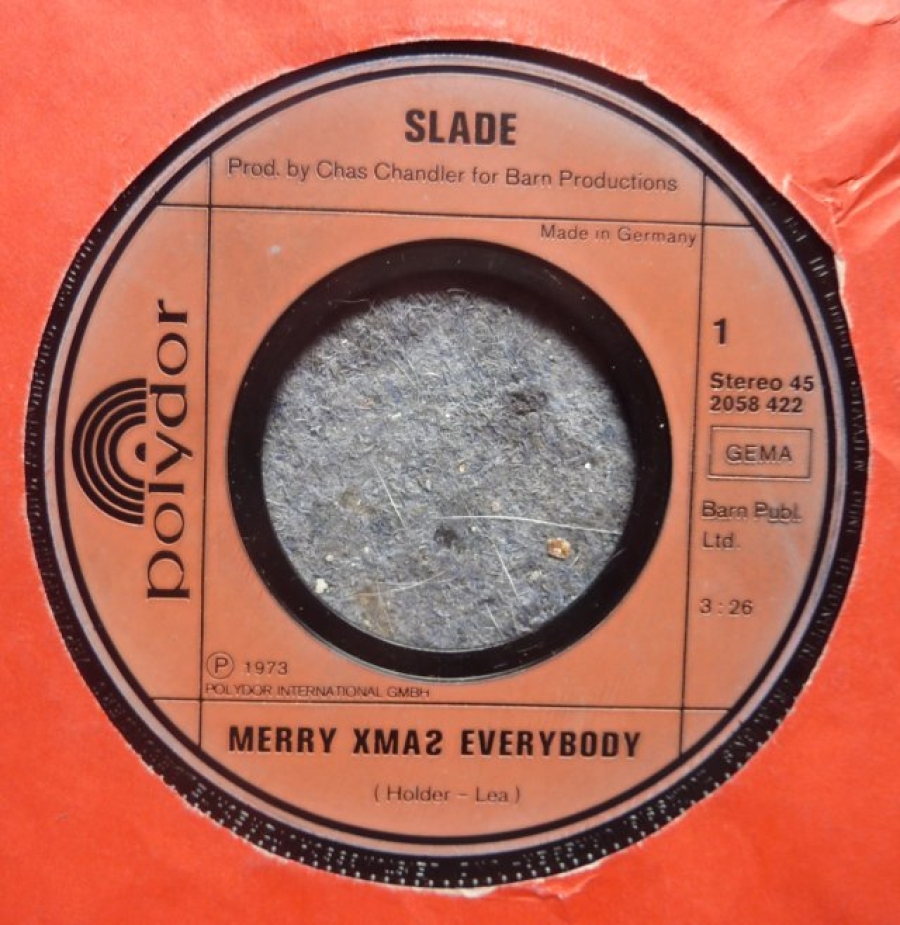 SLADE
Prod. by Chas Chandler for Barn Productions
Made in Germany
polydor
1
Stereo 45
2058 422
GEMA
Barn Publ.
Ltd.
3 : 26
Ⓟ 1973
POLYDOR INTERNATIONAL GMBH
MERRY XMAƧ EVERYBODY
( Holder – Lea )